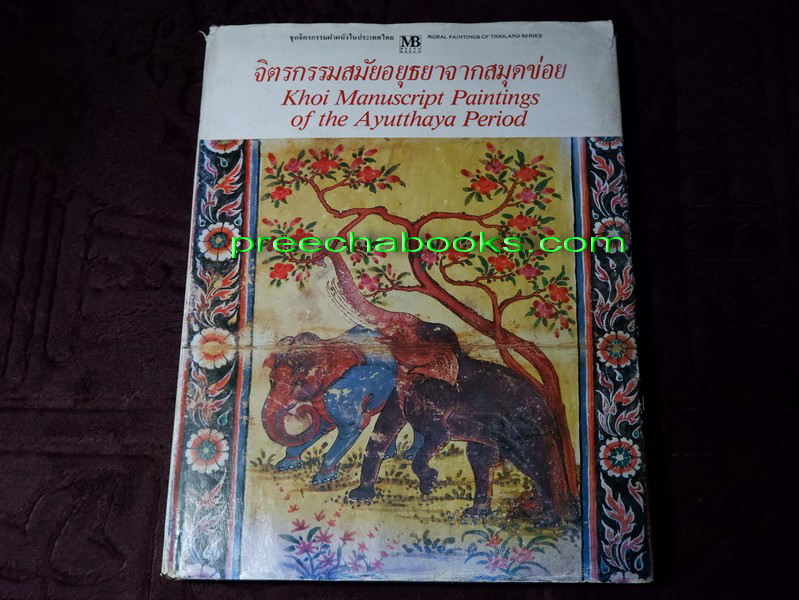 ชุดจิตรกรรมฝาผนังในประเทศไทย MB MURAL PAINTINGS OF THAILAND SERIES
จิตรกรรมสมัยอยุธยาจากสมุดข่อย
Khoi Manuscript Paintings
of the Ayutthaya Period
preechabooks.com